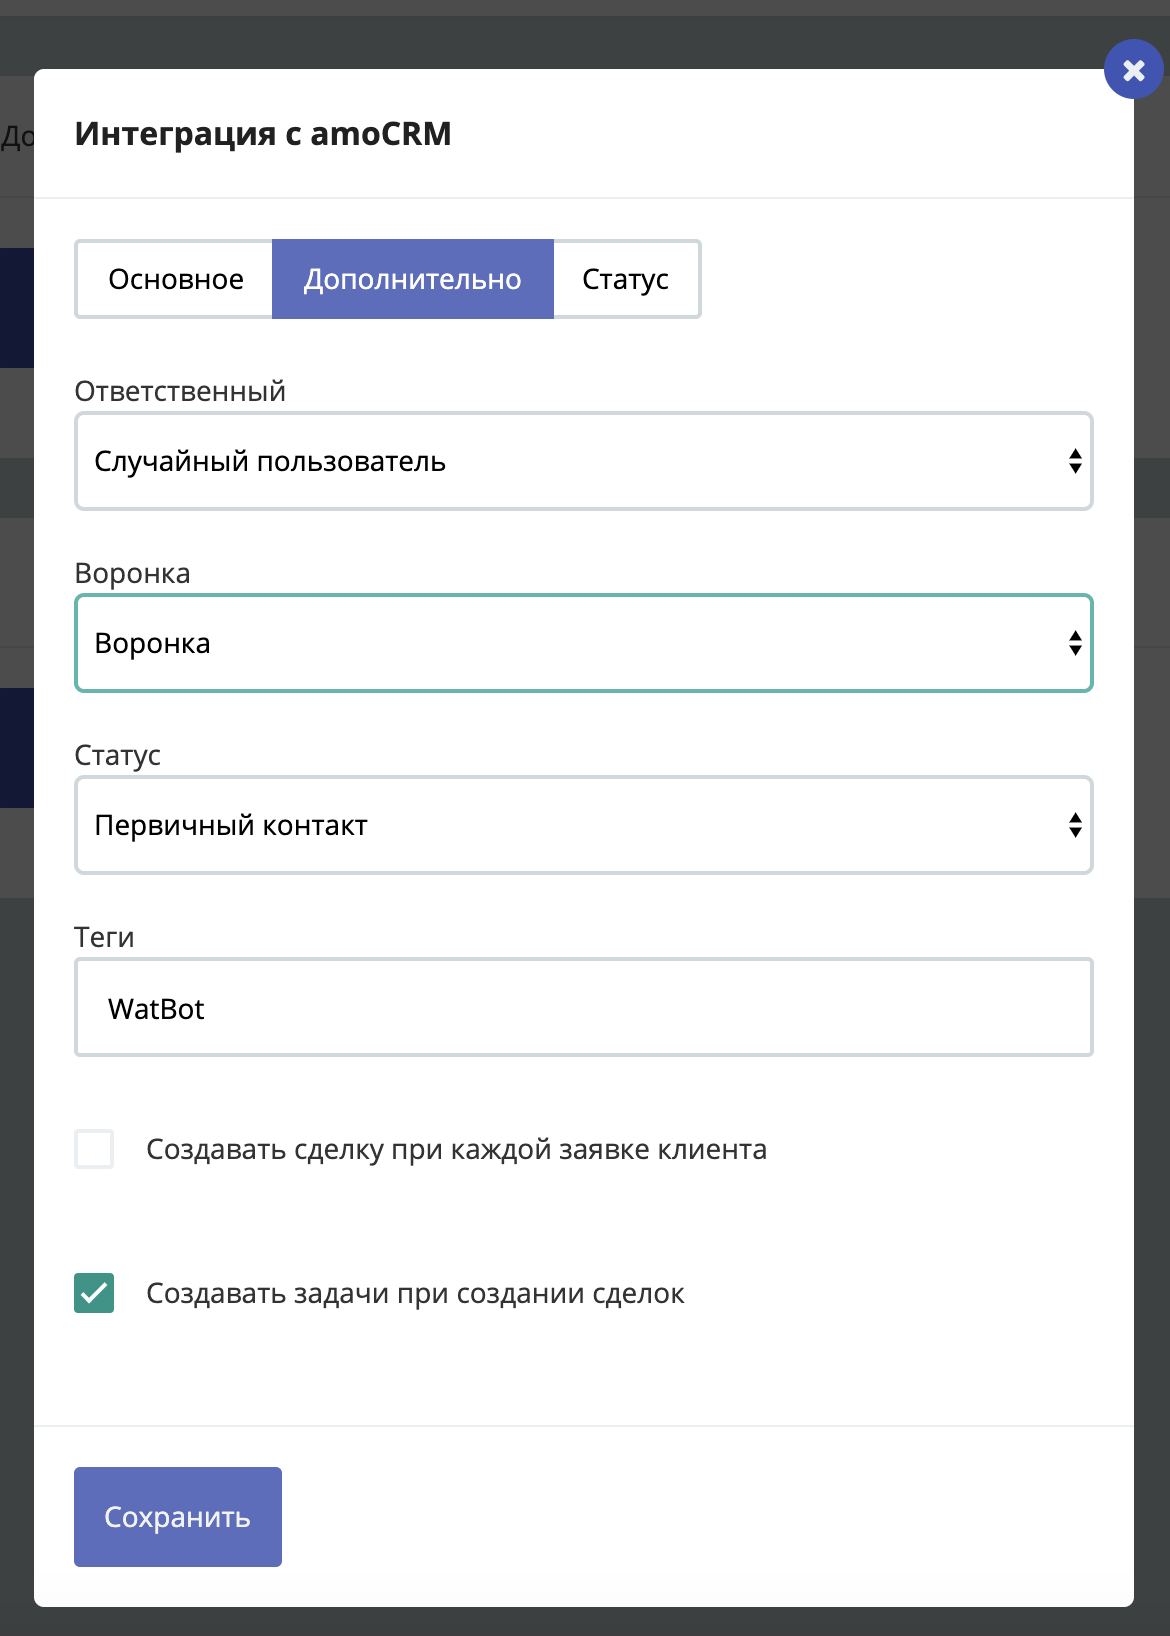 Интеграция с amoCRM
До
Основное Дополнительно Статус
Ответственный
Случайный пользователь
Воронка
Воронка
Статус
Первичный контакт
Теги
WatBot
Создавать сделку при каждой заявке клиента
Создавать задачи при создании сделок
Сохранить